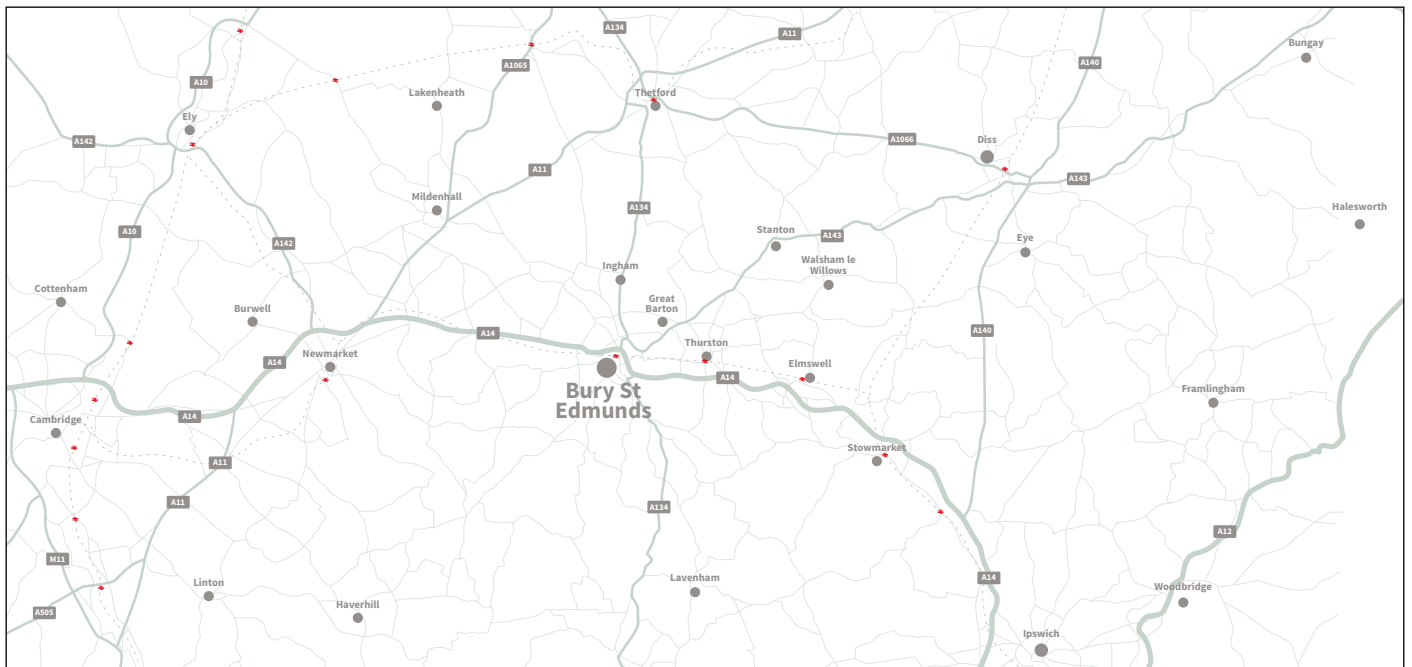 A134
A11
Bungay
A140
A1065
A10
Lakenheath
Thetford
Ely
A142
A1066
Diss
A11
A143
Mildenhall
A134
Halesworth
A10
A142
Stanton
A143
Eye
Ingham
Walsham le
Willows
Cottenham
Burwell
Great
Barton
A14
A140
Newmarket
A14
Thurston
Elmswell
A14
Bury St
Edmunds
Framlingham
A14
Cambridge
Stowmarket
A11
A11
A134
A12
M11
A14
Linton
Lavenham
Woodbridge
Haverhill
A505
Ipswich